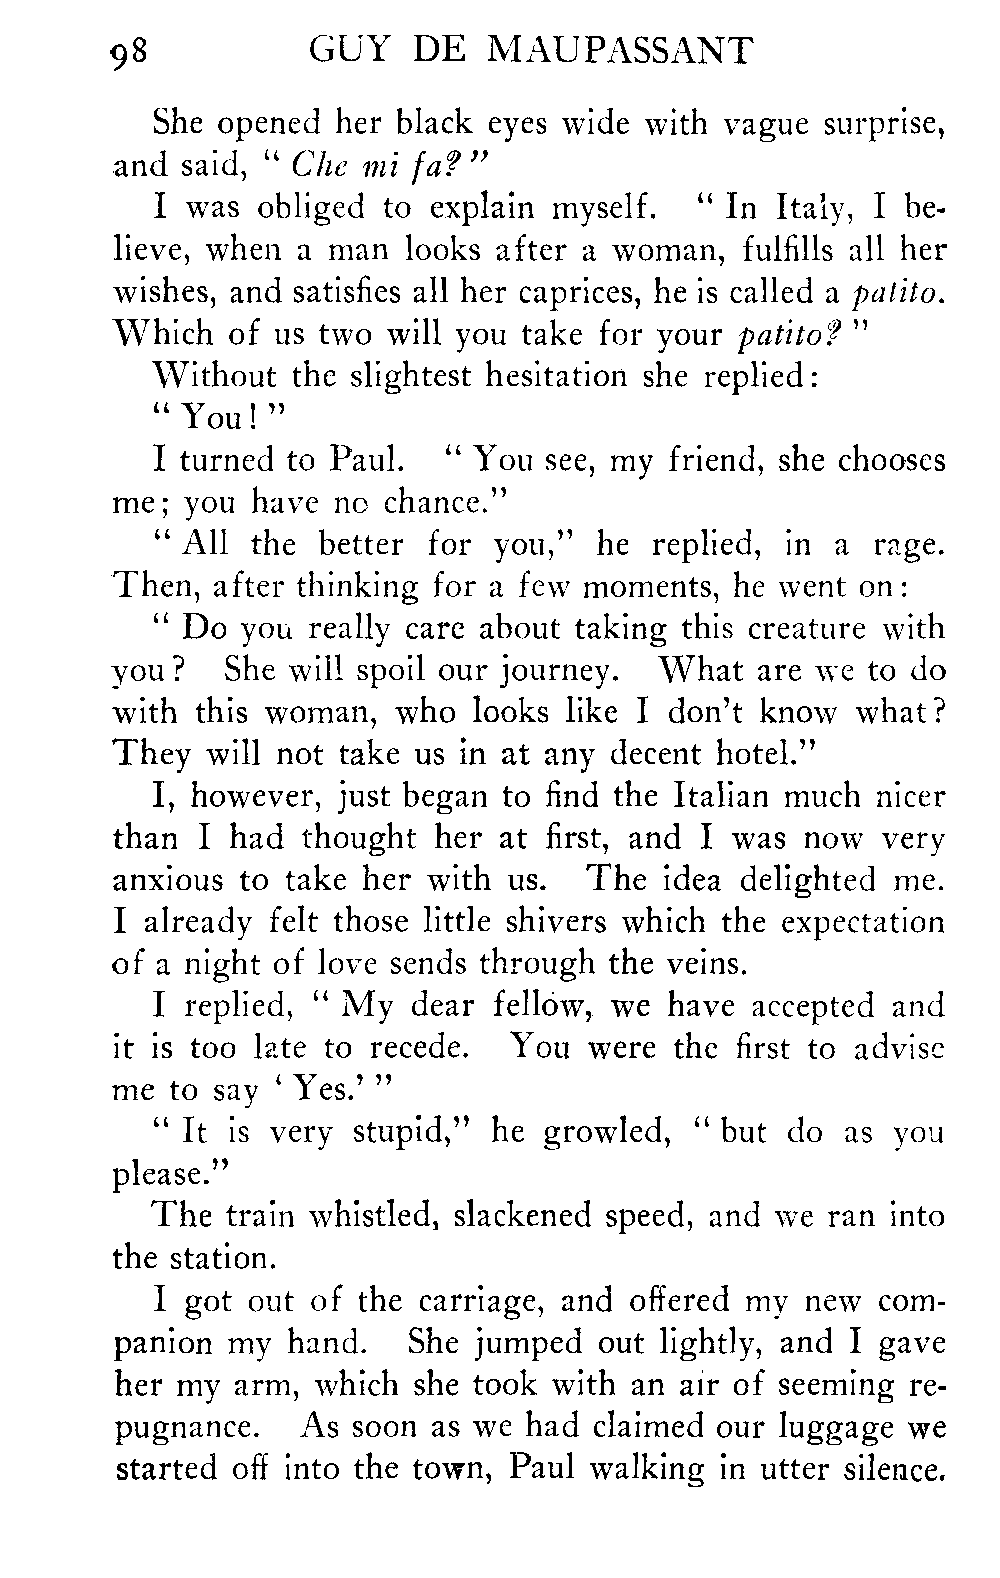 98 GUY DE MAUPASSANT
She opened her black eyes wide with vague surprise,
and said, " Che mi fa? "
I was obliged to explain myself. " In Italy, I be-
lieve, when a man looks after a woman, fulfills all her
wishes, and satisfies all her caprices, he is called a patito.
Which of us two will you take for your patito? "
Without the slightest hesitation she replied:
" You! "
I turned to Paul. " You see, my friend, she chooses
me; you have no chance."
" All the better for you," he replied, in a rage.
Then, after thinking for a few moments, he went on:
" Do you really care about taking this creature with
you? She will spoil our journey. What are we to do
with this woman, who looks like I don't know what?
They will not take us in at any decent hotel."
I, however, just began to find the Italian much nicer
than I had thought her at first, and I was now very
anxious to take her with us. The idea delighted me.
I already felt those little shivers which the expectation
of a night of love sends through the veins.
I replied, " My dear fellow, we have accepted and
it is too late to recede. You were the first to advise
me to say ' Yes.' "
" It is very stupid," he growled, " but do as you
please."
The train whistled, slackened speed, and we ran into
the station.
I got out of the carriage, and offered my new com-
panion my hand. She jumped out lightly, and I gave
her my arm, which she took with an air of seeming re-
pugnance. As soon as we had claimed our luggage we
started off into the town, Paul walking in utter silence.